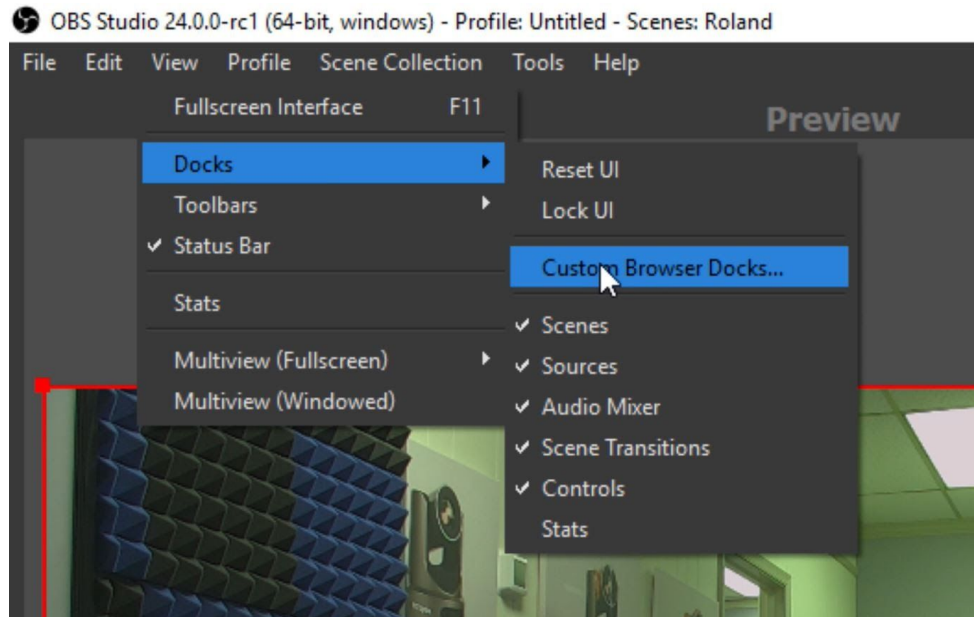 OBS Studio 24.0.0-rc1 (64-bit, windows) - Profile: Untitled - Scenes: Roland
File Edit View Profile Scene Collection Tools Help
Preview
Fullscreen Interface F11
Docks
Toolbars
Status Bar
Stats
Multiview (Fullscreen)
Multiview (Windowed)
Reset UI
Lock UI
Custom Browser Docks...
Scenes
Sources
Audio Mixer
Scene Transitions
Controls
Stats